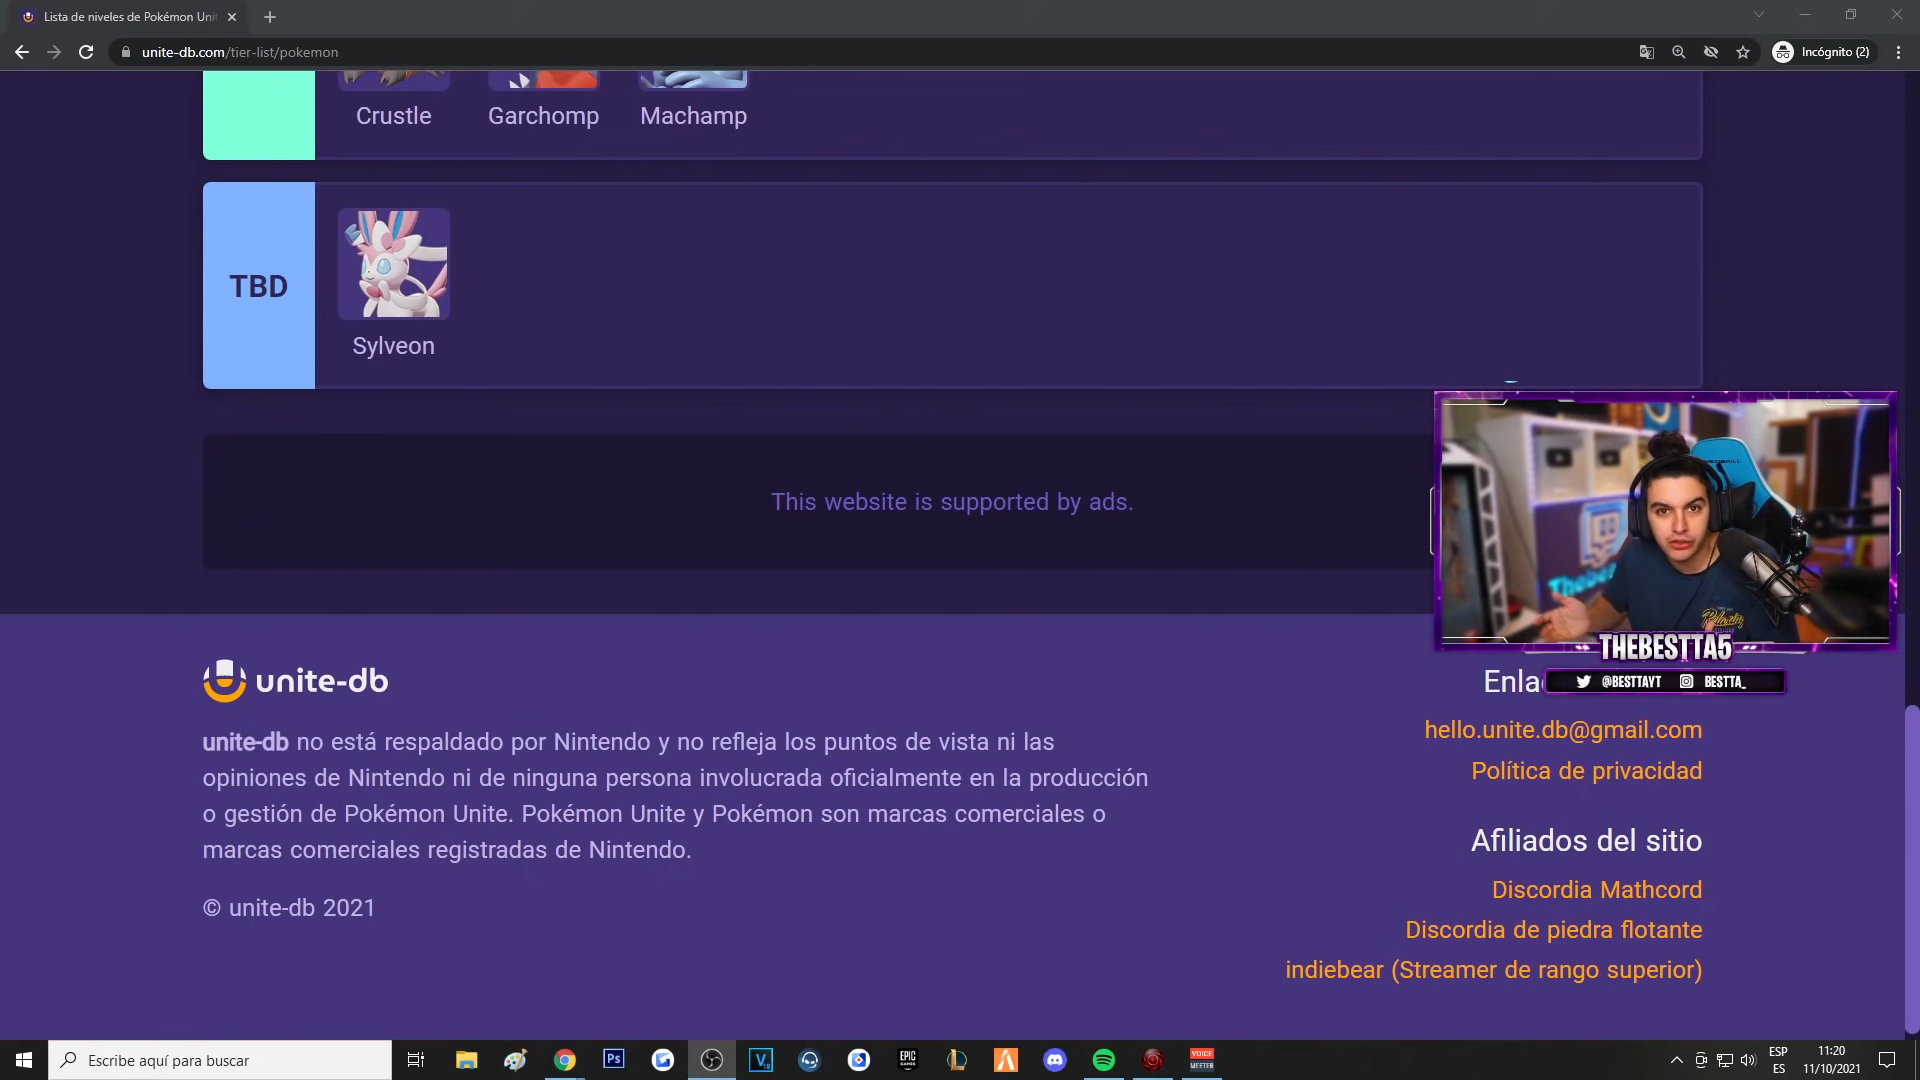 Lista de niveles de Pokémon Unit
unite-db.com/tier-list/pokemon
Incógnito (2)
Crustle
Garchomp
Machamp
TBD
Sylveon
This website is supported by ads.
THEBESTTA5
@BESTTAYT
BESTTA_
unite-db
unite-db no está respaldado por Nintendo y no refleja los puntos de vista ni las
opiniones de Nintendo ni de ninguna persona involucrada oficialmente en la producción
o gestión de Pokémon Unite. Pokémon Unite y Pokémon son marcas comerciales o
marcas comerciales registradas de Nintendo.
© unite-db 2021
hello.unite.db@gmail.com
Política de privacidad
Afiliados del sitio
Discordia Mathcord
Discordia de piedra flotante
indiebear (Streamer de rango superior)
Escribe aquí para buscar
Ps
EPIC
GAMES
VOICE
MEETER
ESP
ES
11:20
11/10/2021